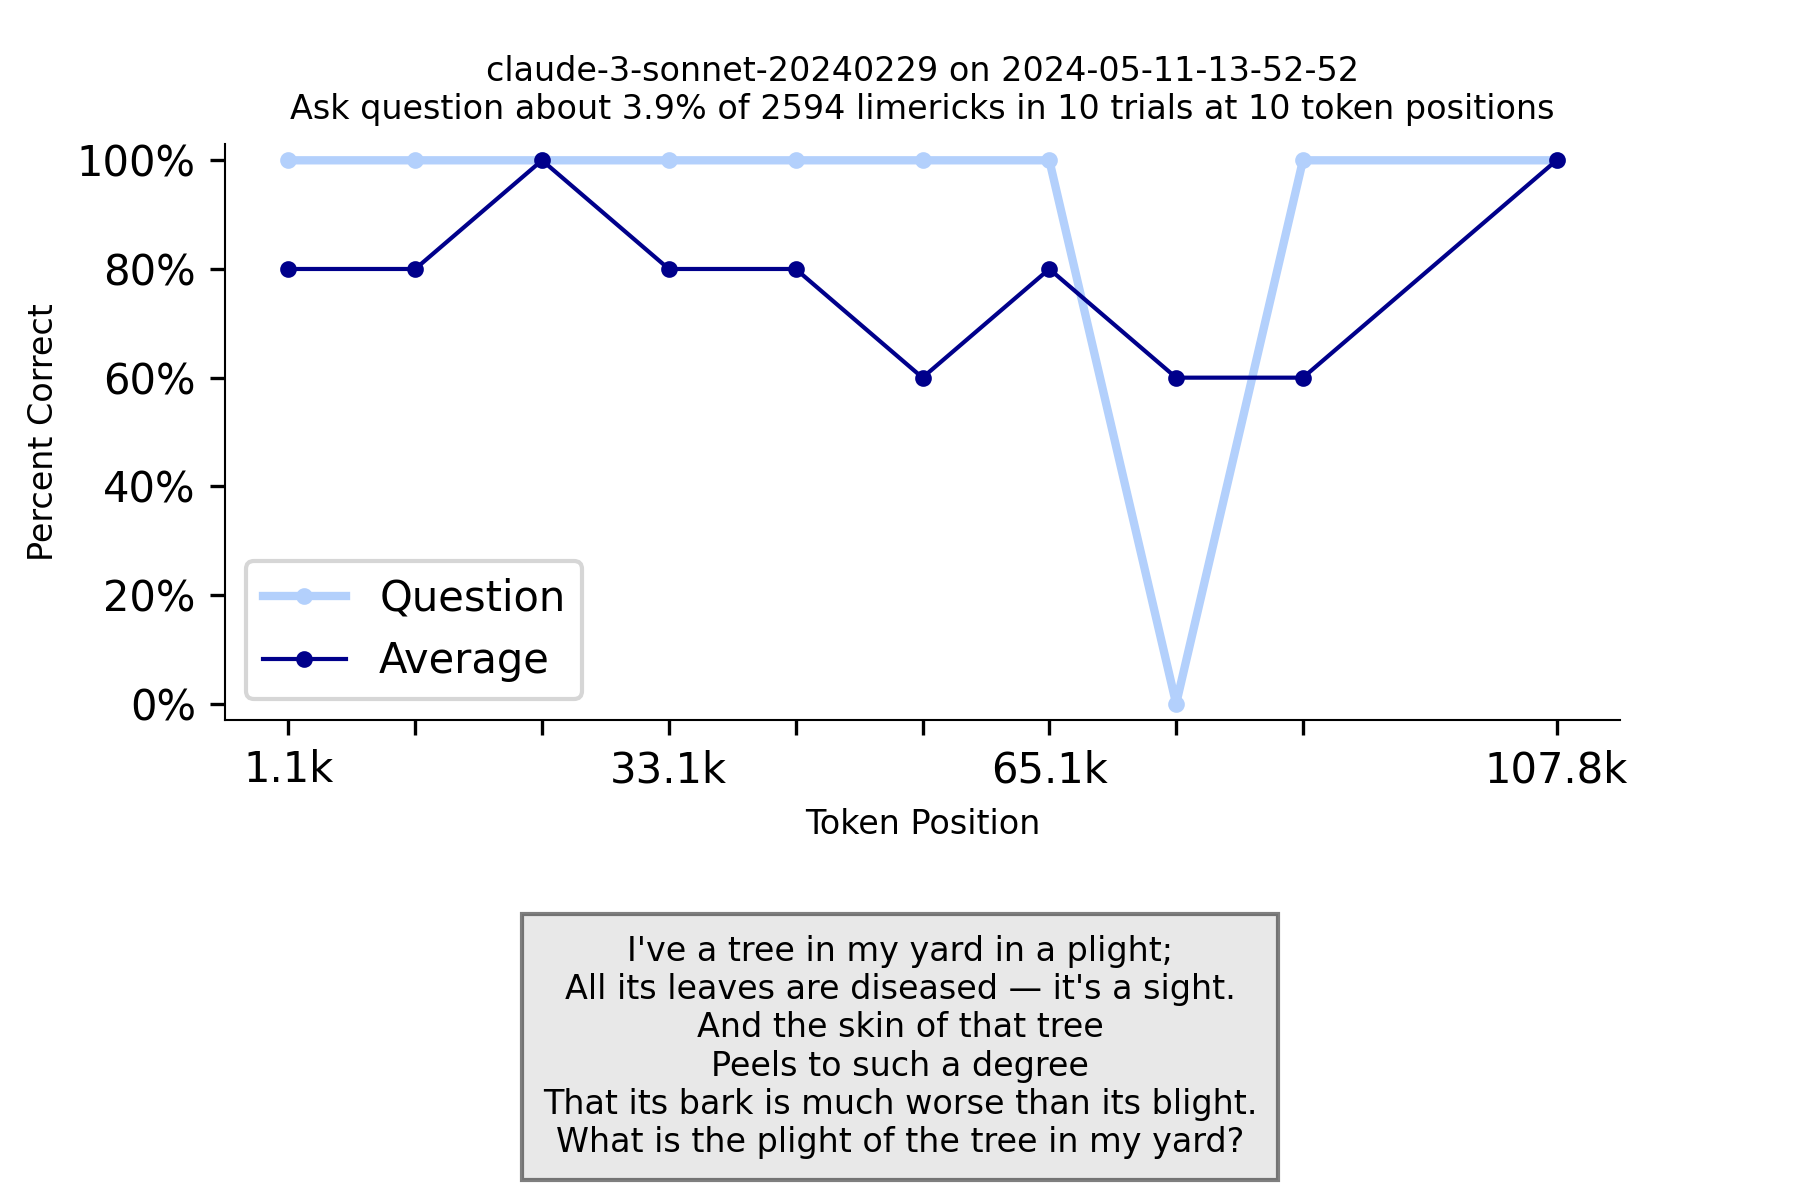 claude-3-sonnet-20240229 on 2024-05-11-13-52-52
Ask question about 3.9% of 2594 limericks in 10 trials at 10 token positions
100%
80%
60%
40%
20%
0%
Percent Correct
Question
Average
1.1k 33.1k 65.1k 107.8k
Token Position
I've a tree in my yard in a plight;
All its leaves are diseased — it's a sight.
And the skin of that tree
Peels to such a degree
That its bark is much worse than its blight.
What is the plight of the tree in my yard?